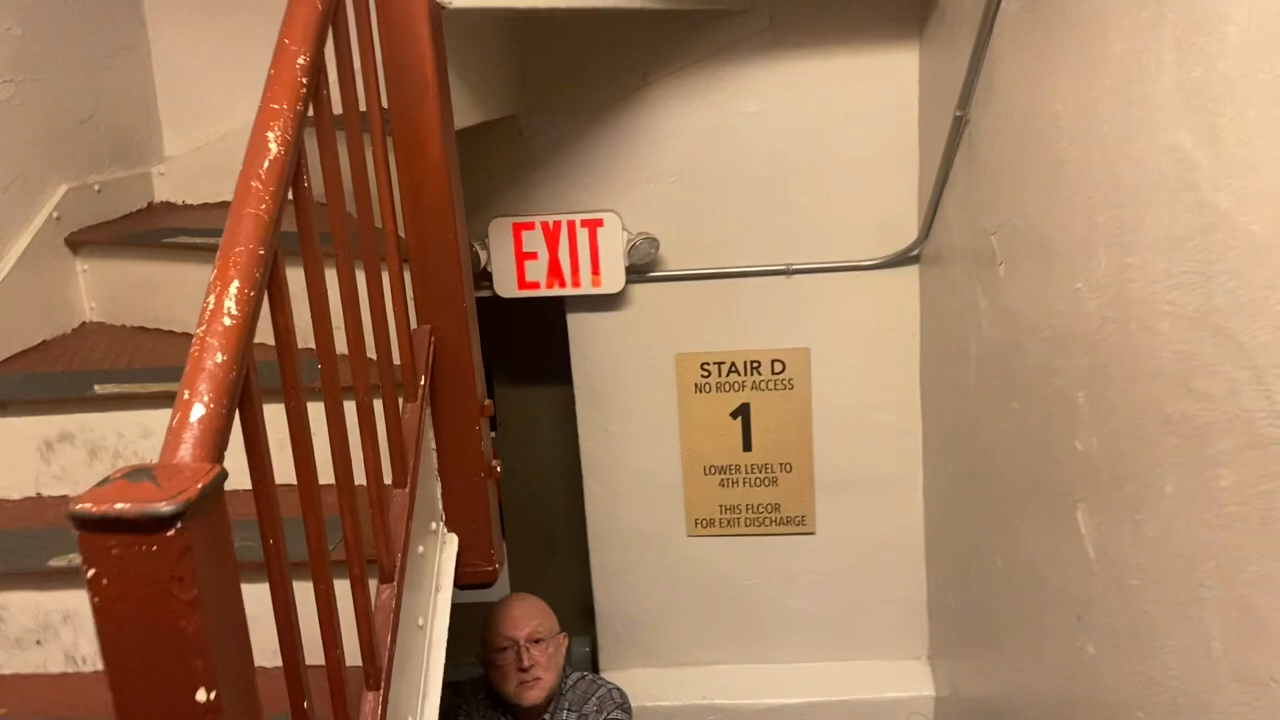 EXIT
STAIR D
NO ROOF ACCESS
1
LOWER LEVEL TO
4TH FLOOR
THIS FLOOR
FOR EXIT DISCHARGE